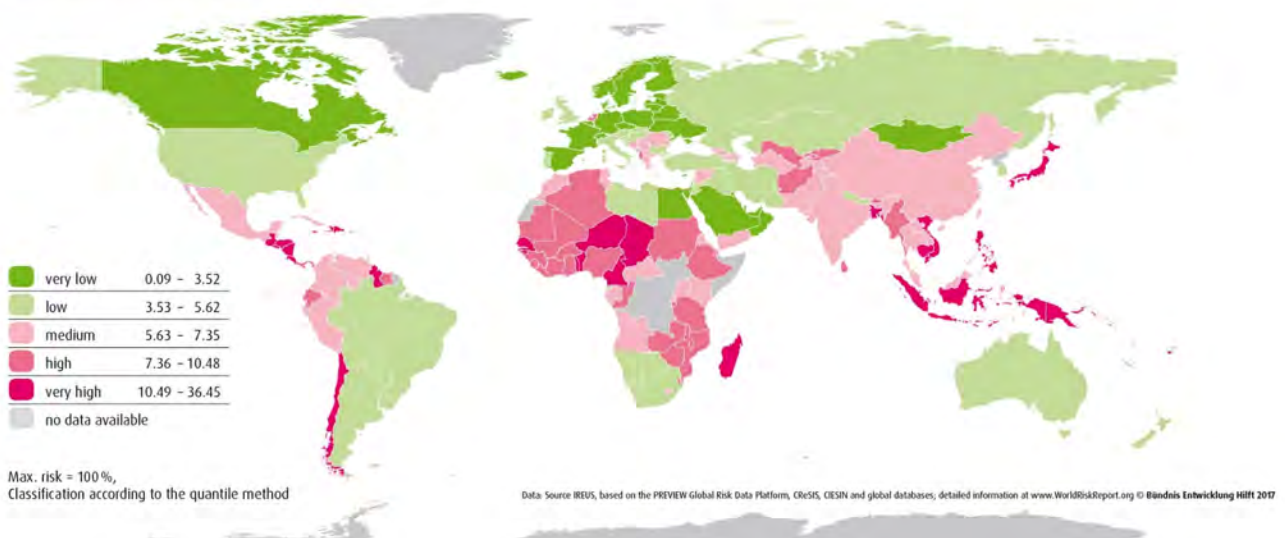 very low 0.09 – 3.52
low 3.53 – 5.62
medium 5.63 – 7.35
high 7.36 – 10.48
very high 10.49 – 36.45
no data available
Max. risk = 100 %,
Classification according to the quantile method
Data: Source IREUS, based on the PREVIEW Global Risk Data Platform, CReSIS, CIESIN and global databases; detailed information at www.WorldRiskReport.org © Bündnis Entwicklung Hilft 2017